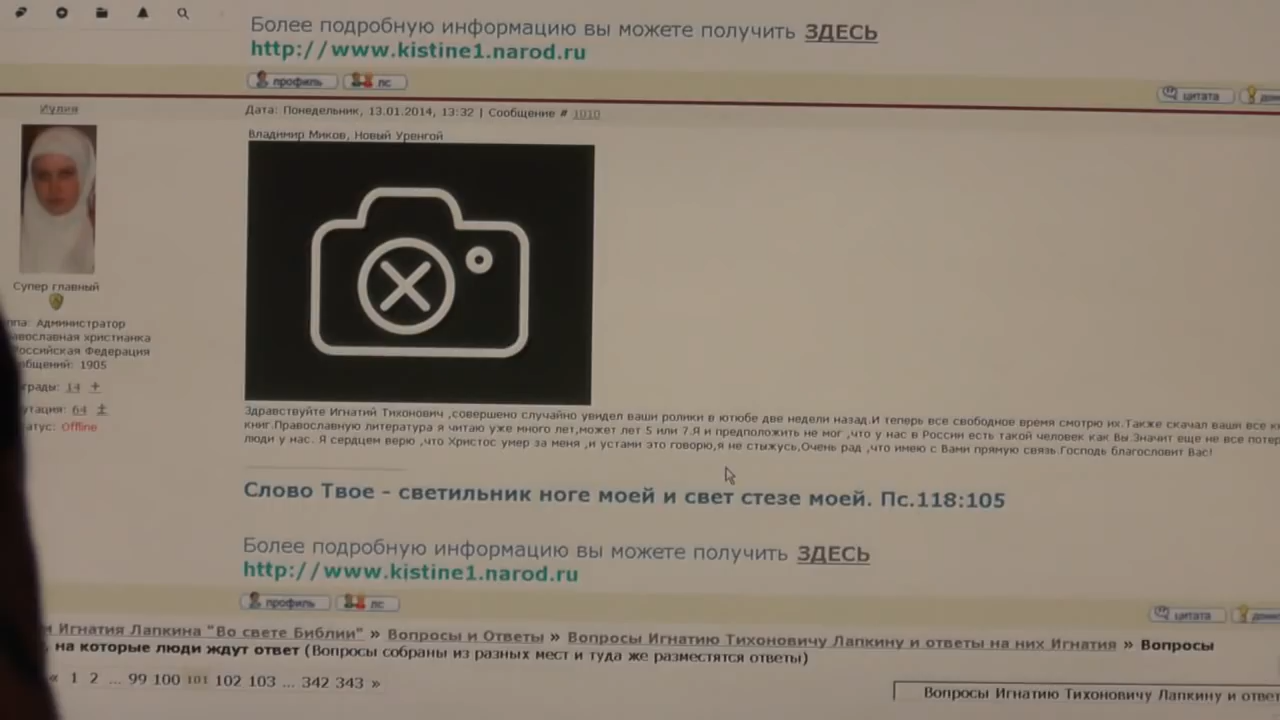 Более подробную информацию вы можете получить ЗДЕСЬ
http://www.kistine1.narod.ru
профиль лс
цитата
Иулия
Дата: Понедельник, 13.01.2014, 13:32 | Сообщение # 1010
Владимир Миков, Новый Уренгой
Супер главный
ппа: Администратор
авославная христианка
оссийская Федерация
общений: 1905
грады: 14 +
утация: 64 ±
атус: Offline
Здравствуйте Игнатий Тихонович ,совершено случайно увидел ваши ролики в ютюбе две недели назад.И теперь все свободное время смотрю их.Также скачал ваши все к
книг.Православную литература я читаю уже много лет,может лет 5 или 7.Я и предположить не мог ,что у нас в России есть такой человек как Вы.Значит еще не все потер
люди у нас. Я сердцем верю ,что Христос умер за меня ,и устами это говорю,я не стыжусь,Очень рад ,что имею с Вами прямую связь.Господь благословит Вас!
Слово Твое - светильник ноге моей и свет стезе моей. Пс.118:105
Более подробную информацию вы можете получить ЗДЕСЬ
http://www.kistine1.narod.ru
профиль лс
цитата
м Игнатия Лапкина "Во свете Библии" » Вопросы и Ответы » Вопросы Игнатию Тихоновичу Лапкину и ответы на них Игнатия » Вопросы
, на которые люди ждут ответ (Вопросы собраны из разных мест и туда же разместятся ответы)
« 1 2 ... 99 100 101 102 103 ... 342 343 »
Вопросы Игнатию Тихоновичу Лапкину и ответ